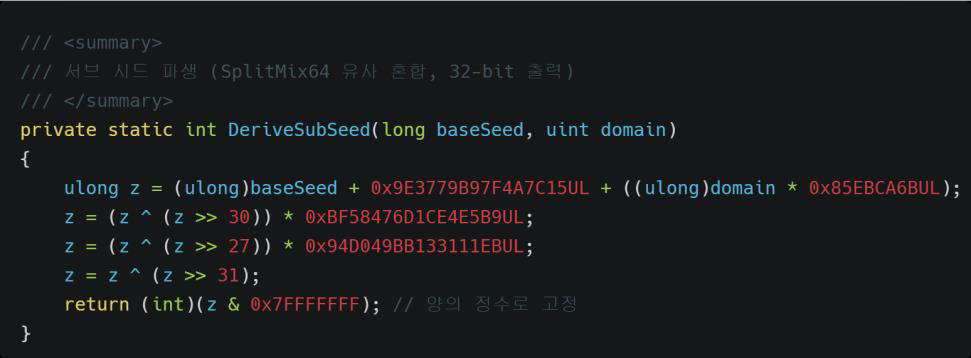 /// <summary>
/// 서브 시드 파생 (SplitMix64 유사 혼합, 32-bit 출력)
/// </summary>
private static int DeriveSubSeed(long baseSeed, uint domain)
{
    ulong z = (ulong)baseSeed + 0x9E3779B97F4A7C15UL + ((ulong)domain * 0x85EBCA6BUL);
    z = (z ^ (z >> 30)) * 0xBF58476D1CE4E5B9UL;
    z = (z ^ (z >> 27)) * 0x94D049BB133111EBUL;
    z = z ^ (z >> 31);
    return (int)(z & 0x7FFFFFFF); // 양의 정수로 고정
}